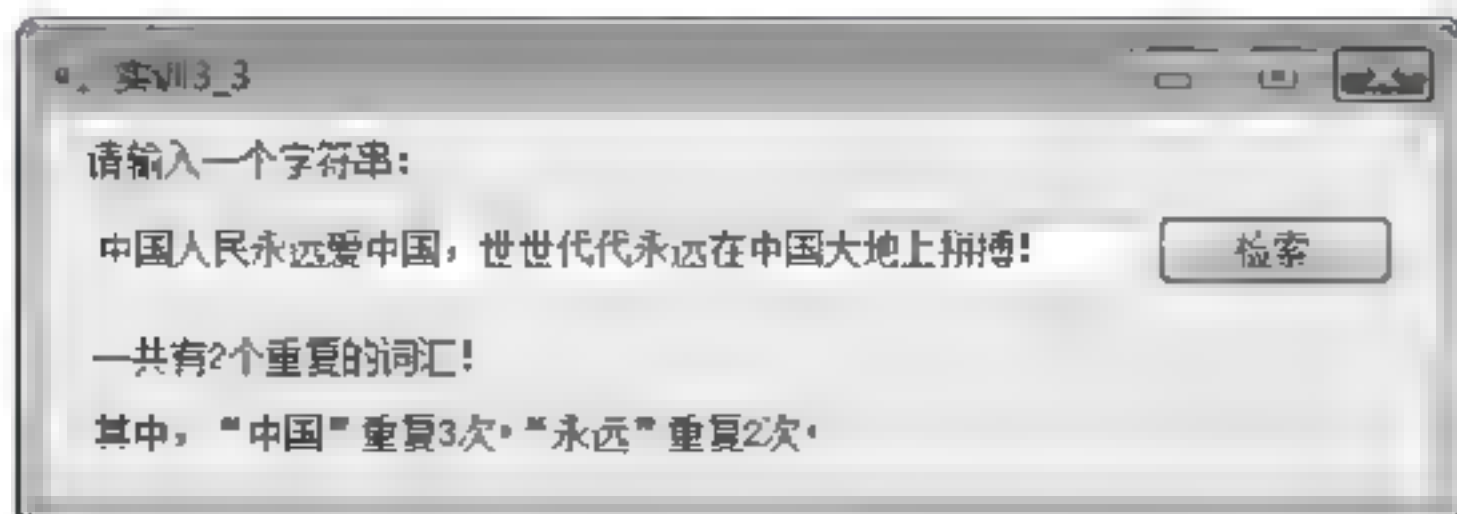 实训3_3
请输入一个字符串:
中国人民永远爱中国,世世代代永远在中国大地上拼搏! 检索
一共有2个重复的词汇!
其中,“中国”重复3次,“永远”重复2次,